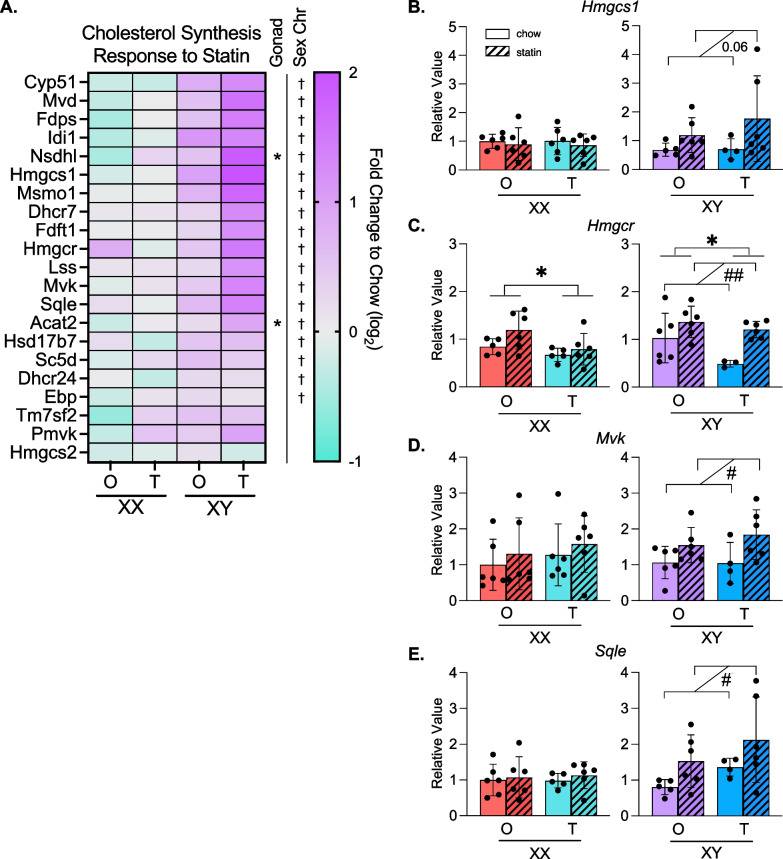 A.
Cholesterol Synthesis
Response to Statin
Gonad
Sex Chr
Cyp51 †
Mvd †
Fdps †
Idi1 †
Nsdhl * †
Hmgcs1 †
Msmo1 †
Dhcr7 †
Fdft1 †
Hmgcr †
Lss †
Mvk †
Sqle †
Acat2 * †
Hsd17b7 †
Sc5d †
Dhcr24 †
Ebp †
Tm7sf2
Pmvk
Hmgcs2
O T O T
XX XY
2
1
0
-1
Fold Change to Chow (log2)
B.
Hmgcs1
chow
statin
Relative Value
5
4
3
2
1
0
O T
XX
5
4
3
2
1
0
0.06
O T
XY
C.
Hmgcr
Relative Value
3
2
1
0
*
O T
XX
3
2
1
0
*
##
O T
XY
D.
Mvk
Relative Value
4
3
2
1
0
O T
XX
4
3
2
1
0
#
O T
XY
E.
Sqle
Relative Value
4
3
2
1
0
O T
XX
4
3
2
1
0
#
O T
XY